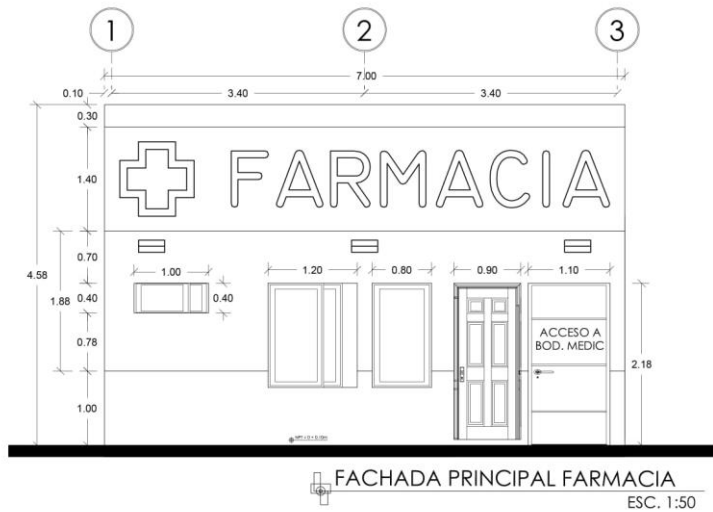 1 2 3
7.00
0.10 3.40 3.40
0.30
FARMACIA
1.40
4.58
0.70
1.88
1.00 1.20 0.80 0.90 1.10
0.40 0.40
ACCESO A
BOD. MEDIC
0.78
2.18
1.00
FACHADA PRINCIPAL FARMACIA
ESC. 1:50